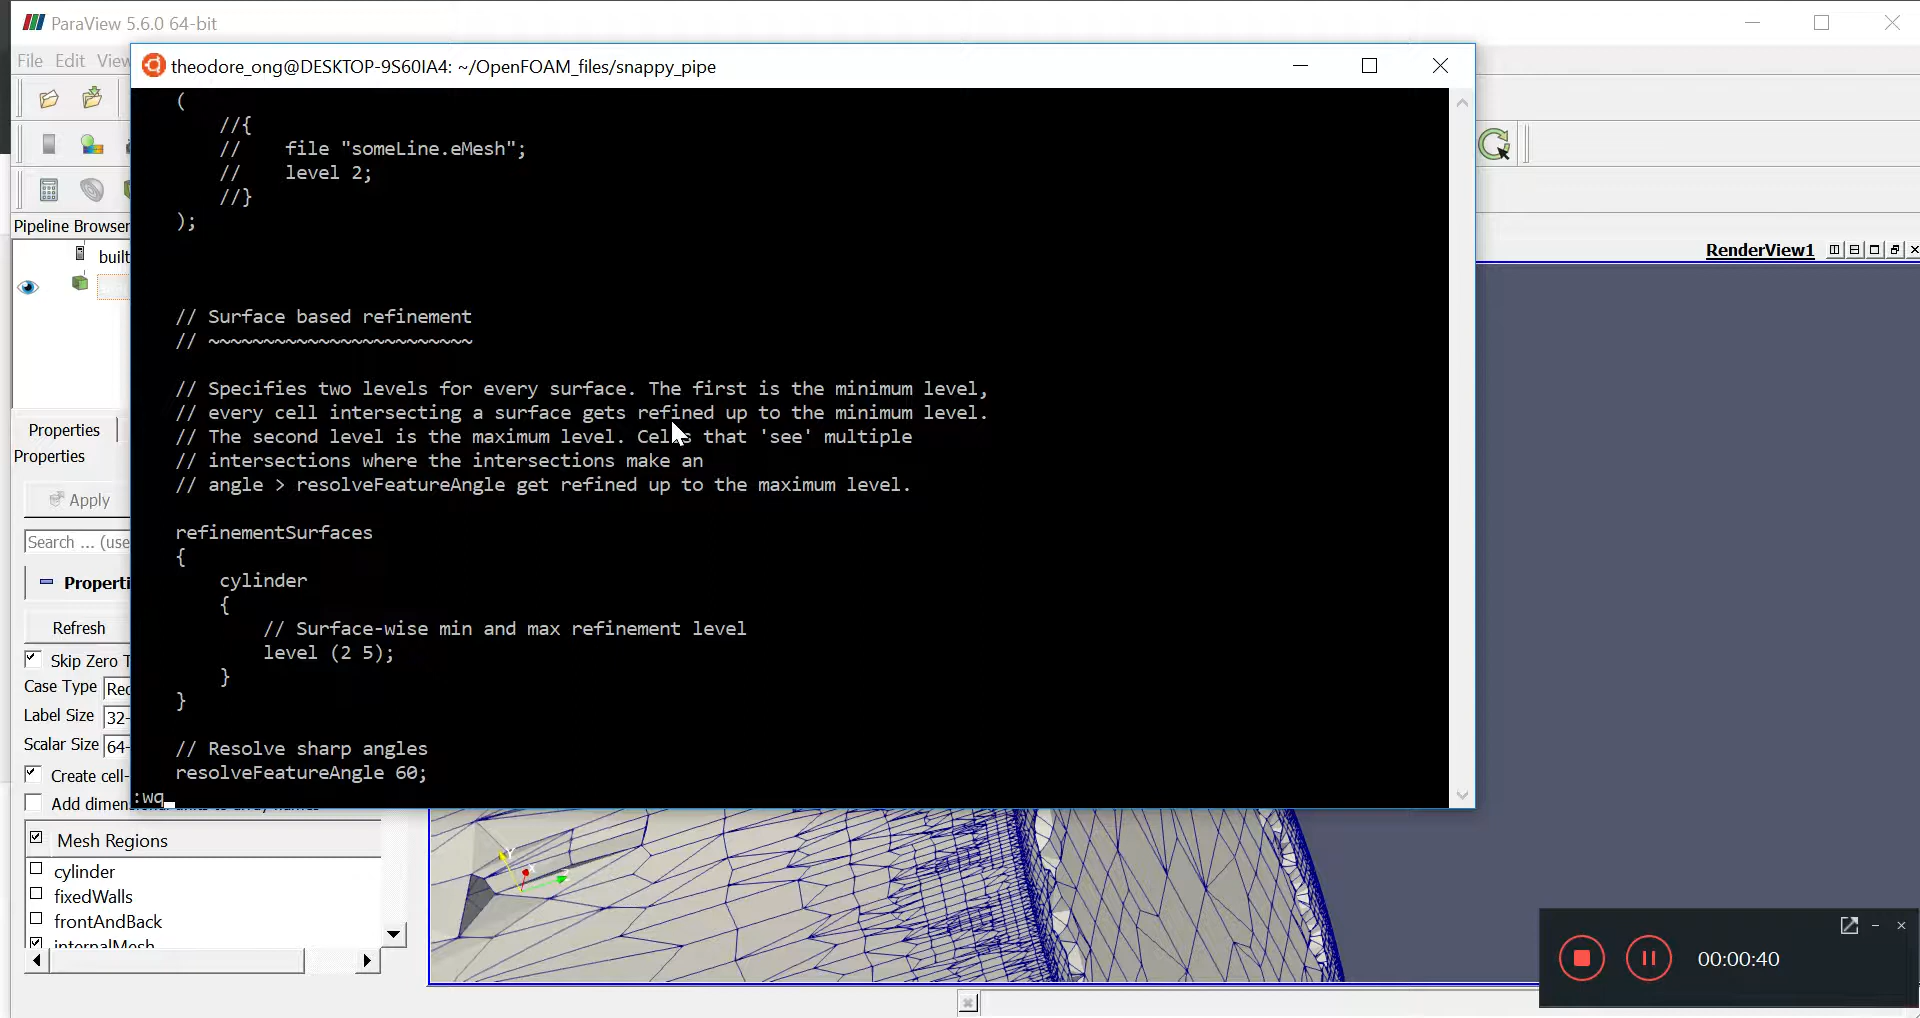 ParaView 5.6.0 64-bit
File Edit View
theodore_ong@DESKTOP-9S60IA4: ~/OpenFOAM_files/snappy_pipe
(
//{
// file "someLine.eMesh";
// level 2;
//}
);
// Surface based refinement
// ~~~~~~~~~~~~~~~~~~~~~~~~
// Specifies two levels for every surface. The first is the minimum level,
// every cell intersecting a surface gets refined up to the minimum level.
// The second level is the maximum level. Cells that 'see' multiple
// intersections where the intersections make an
// angle > resolveFeatureAngle get refined up to the maximum level.
refinementSurfaces
{
cylinder
{
// Surface-wise min and max refinement level
level (2 5);
}
}
// Resolve sharp angles
resolveFeatureAngle 60;
:wq
Pipeline Browser
built
RenderView1
Properties
Properties
Apply
Search ... (use
Properti
Refresh
Skip Zero T
Case Type Rec
Label Size 32-
Scalar Size 64-
Create cell-
Add dimen
Mesh Regions
cylinder
fixedWalls
frontAndBack
internalMesh
Y
X
00:00:40